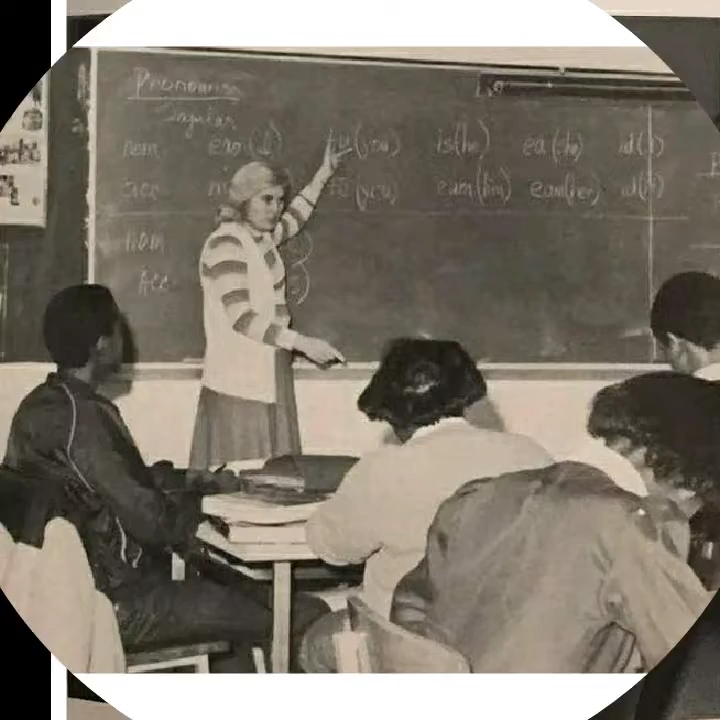 Pronouns
Singular
nom ego (I) tu (you) is (he) ea (she) id (it)
acc tē (you) eum (him) eam (her) id (it)
nom
Acc